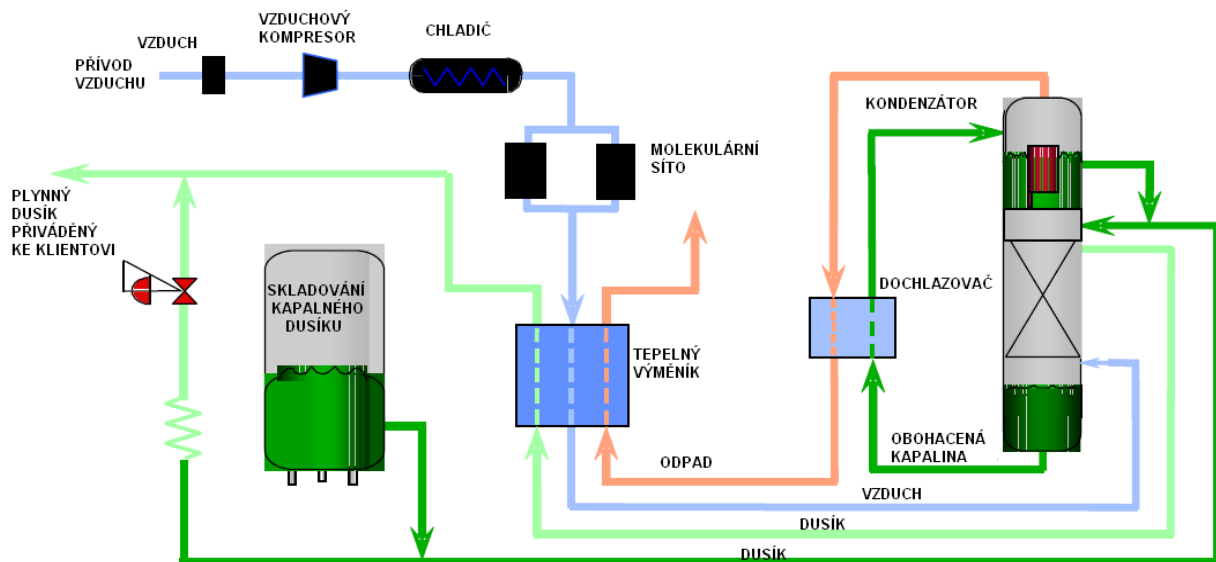 VZDUCHOVÝ
KOMPRESOR
CHLADIČ
VZDUCH
PŘÍVOD
VZDUCHU
KONDENZÁTOR
MOLEKULÁRNÍ
SÍTO
PLYNNÝ
DUSÍK
PŘIVÁDĚNÝ
KE KLIENTOVI
SKLADOVÁNÍ
KAPALNÉHO
DUSÍKU
DOCHLAZOVAČ
TEPELNÝ
VÝMĚNÍK
OBOHACENÁ
KAPALINA
ODPAD
VZDUCH
DUSÍK
DUSÍK